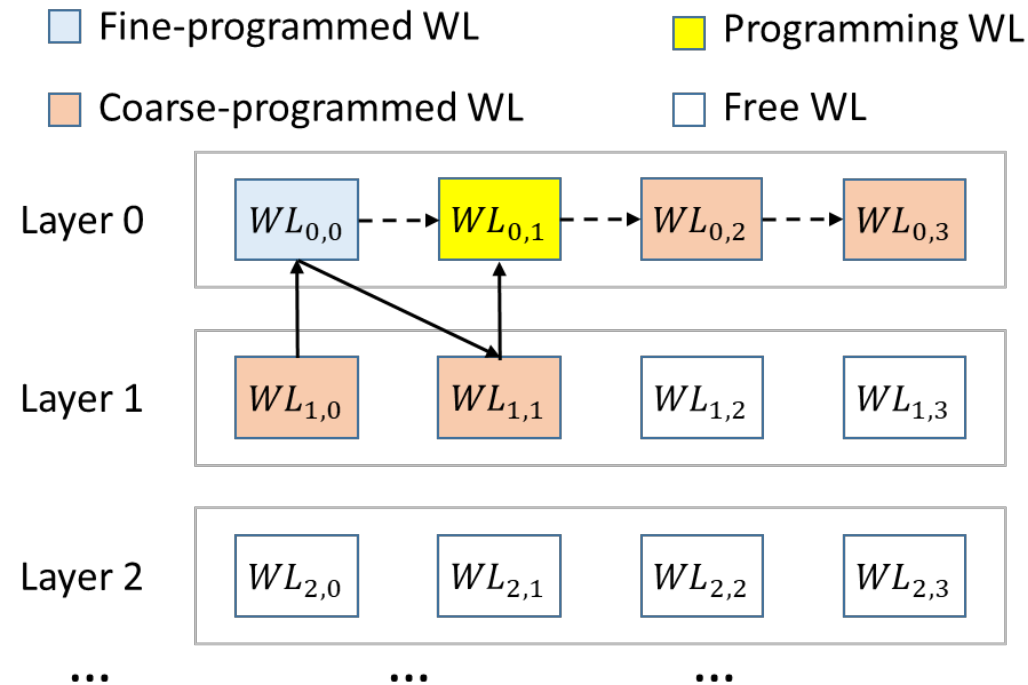 Fine-programmed WL Programming WL
Coarse-programmed WL Free WL
Layer 0 WL₀,₀ WL₀,₁ WL₀,₂ WL₀,₃
Layer 1 WL₁,₀ WL₁,₁ WL₁,₂ WL₁,₃
Layer 2 WL₂,₀ WL₂,₁ WL₂,₂ WL₂,₃
... ... ...